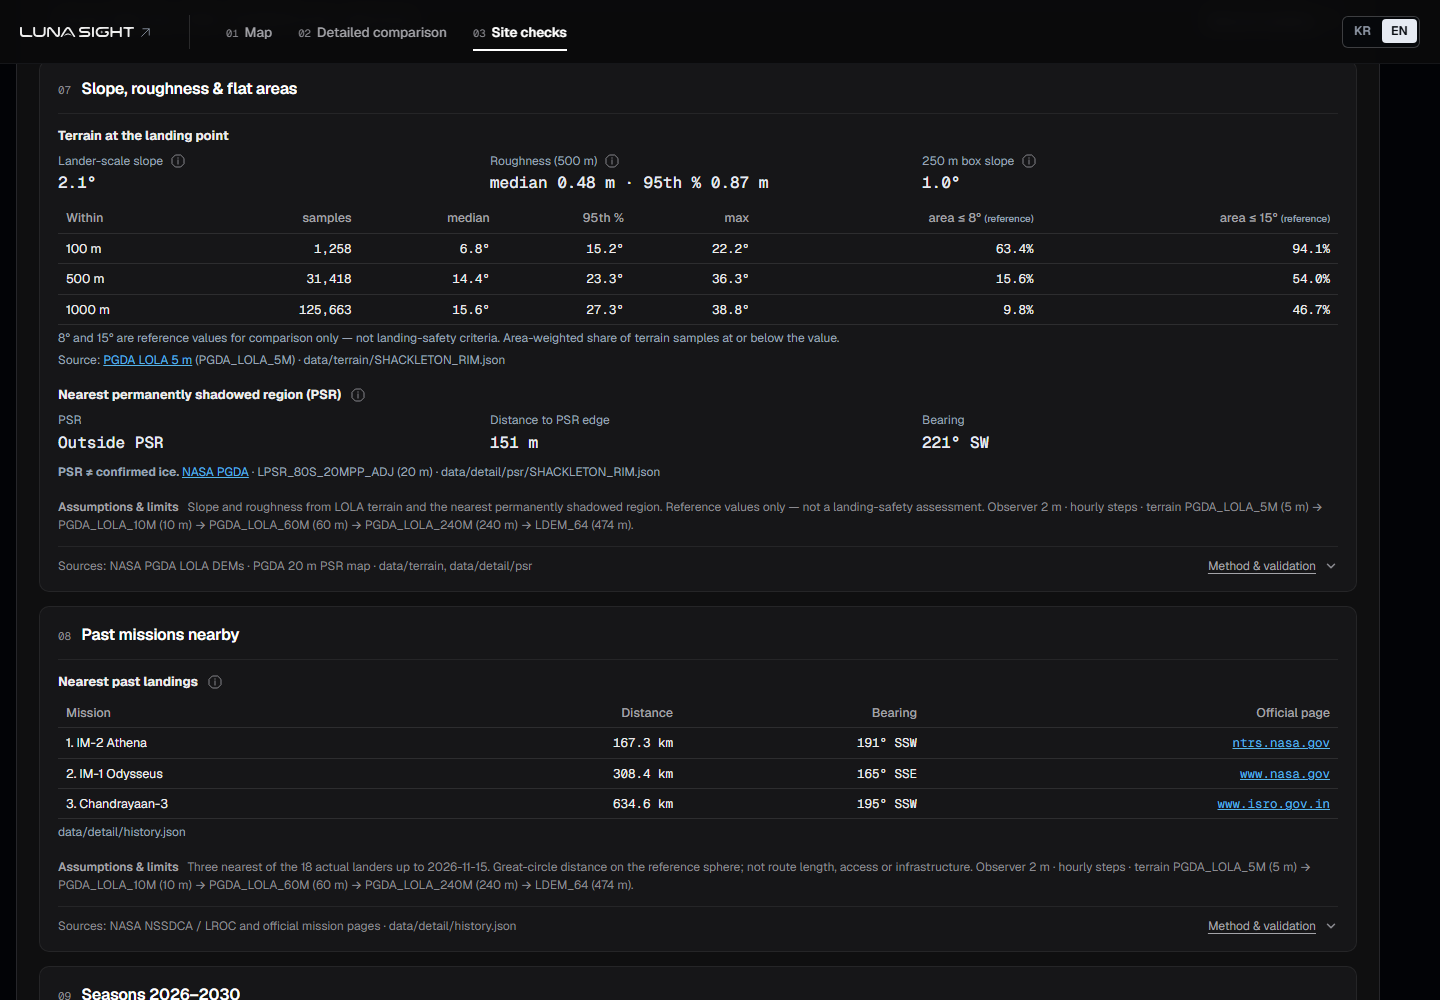 LUNA SIGHT ↗
01 Map
02 Detailed comparison
03 Site checks
KR EN
07 Slope, roughness & flat areas
Terrain at the landing point
Lander-scale slope Roughness (500 m) 250 m box slope
2.1° median 0.48 m · 95th % 0.87 m 1.0°
Within samples median 95th % max area ≤ 8° (reference) area ≤ 15° (reference)
100 m 1,258 6.8° 15.2° 22.2° 63.4% 94.1%
500 m 31,418 14.4° 23.3° 36.3° 15.6% 54.0%
1000 m 125,663 15.6° 27.3° 38.8° 9.8% 46.7%
8° and 15° are reference values for comparison only — not landing-safety criteria. Area-weighted share of terrain samples at or below the value.
Source: PGDA LOLA 5 m (PGDA_LOLA_5M) · data/terrain/SHACKLETON_RIM.json
Nearest permanently shadowed region (PSR)
PSR Distance to PSR edge Bearing
Outside PSR 151 m 221° SW
PSR ≠ confirmed ice. NASA PGDA · LPSR_80S_20MPP_ADJ (20 m) · data/detail/psr/SHACKLETON_RIM.json
Assumptions & limits Slope and roughness from LOLA terrain and the nearest permanently shadowed region. Reference values only — not a landing-safety assessment. Observer 2 m · hourly steps · terrain PGDA_LOLA_5M (5 m) →
PGDA_LOLA_10M (10 m) → PGDA_LOLA_60M (60 m) → PGDA_LOLA_240M (240 m) → LDEM_64 (474 m).
Sources: NASA PGDA LOLA DEMs · PGDA 20 m PSR map · data/terrain, data/detail/psr Method & validation
08 Past missions nearby
Nearest past landings
Mission Distance Bearing Official page
1. IM-2 Athena 167.3 km 191° SSW ntrs.nasa.gov
2. IM-1 Odysseus 308.4 km 165° SSE www.nasa.gov
3. Chandrayaan-3 634.6 km 195° SSW www.isro.gov.in
data/detail/history.json
Assumptions & limits Three nearest of the 18 actual landers up to 2026-11-15. Great-circle distance on the reference sphere; not route length, access or infrastructure. Observer 2 m · hourly steps · terrain PGDA_LOLA_5M (5 m) →
PGDA_LOLA_10M (10 m) → PGDA_LOLA_60M (60 m) → PGDA_LOLA_240M (240 m) → LDEM_64 (474 m).
Sources: NASA NSSDCA / LROC and official mission pages · data/detail/history.json Method & validation
09 Seasons 2026–2030